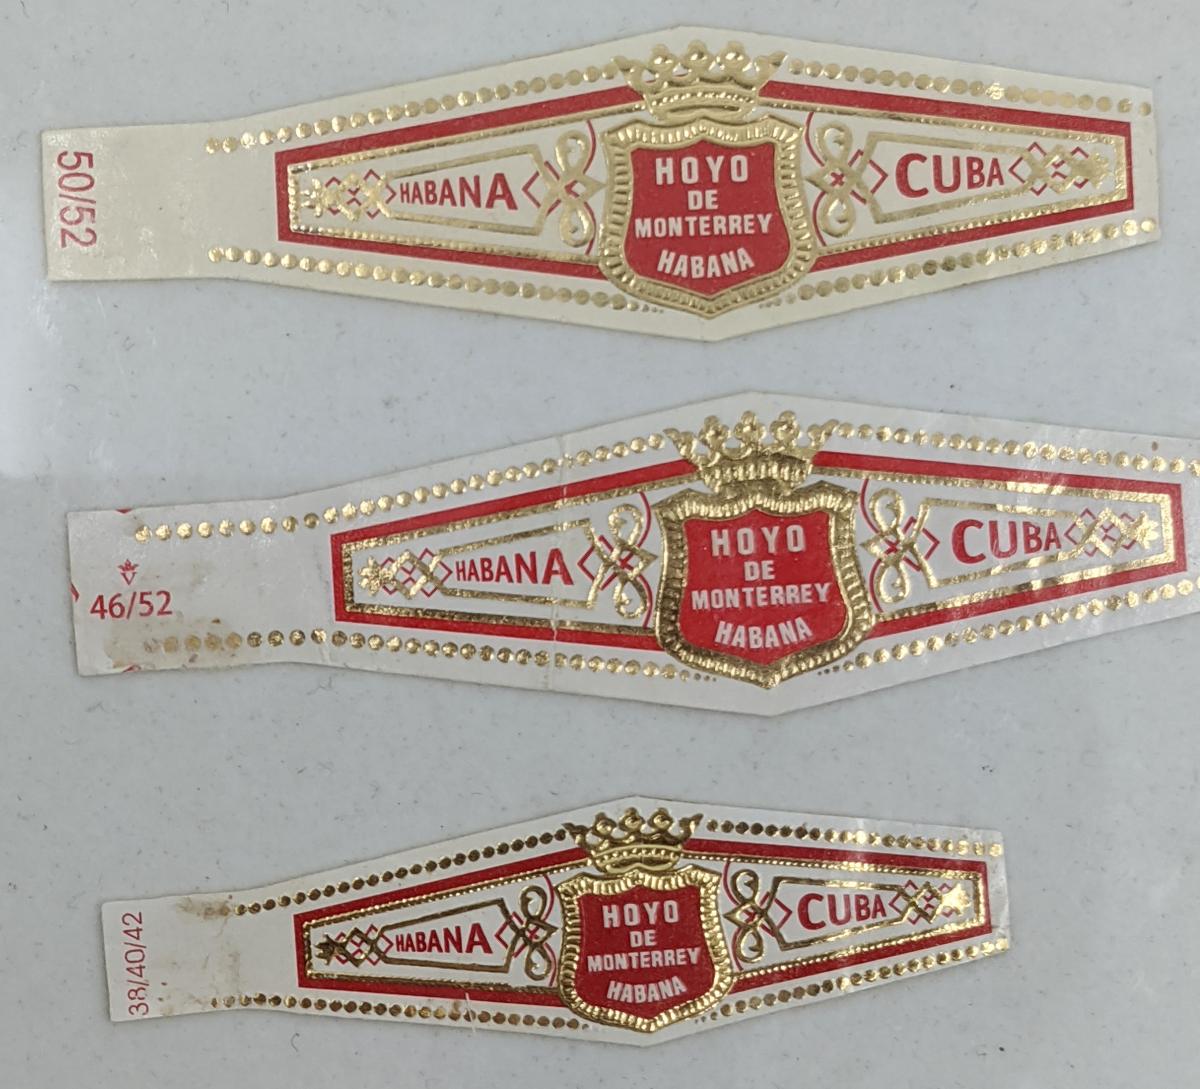 50/52
HABANA
HOYO
DE
MONTERREY
HABANA
CUBA
46/52
HABANA
HOYO
DE
MONTERREY
HABANA
CUBA
38/40/42
HABANA
HOYO
DE
MONTERREY
HABANA
CUBA